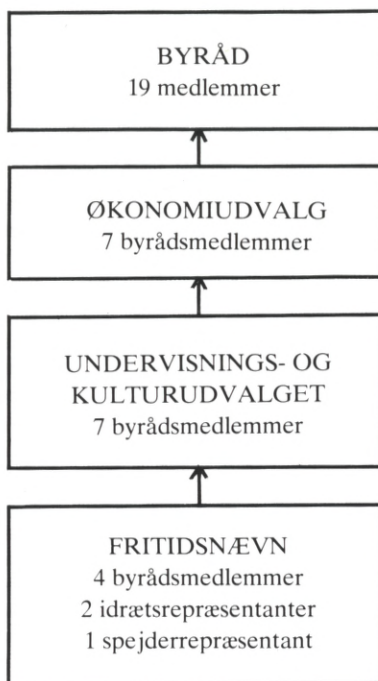 BYRÅD
19 medlemmer
ØKONOMIUDVALG
7 byrådsmedlemmer
UNDERVISNINGS- OG
KULTURUDVALGET
7 byrådsmedlemmer
FRITIDSNÆVN
4 byrådsmedlemmer
2 idrætsrepræsentanter
1 spejderrepræsentant